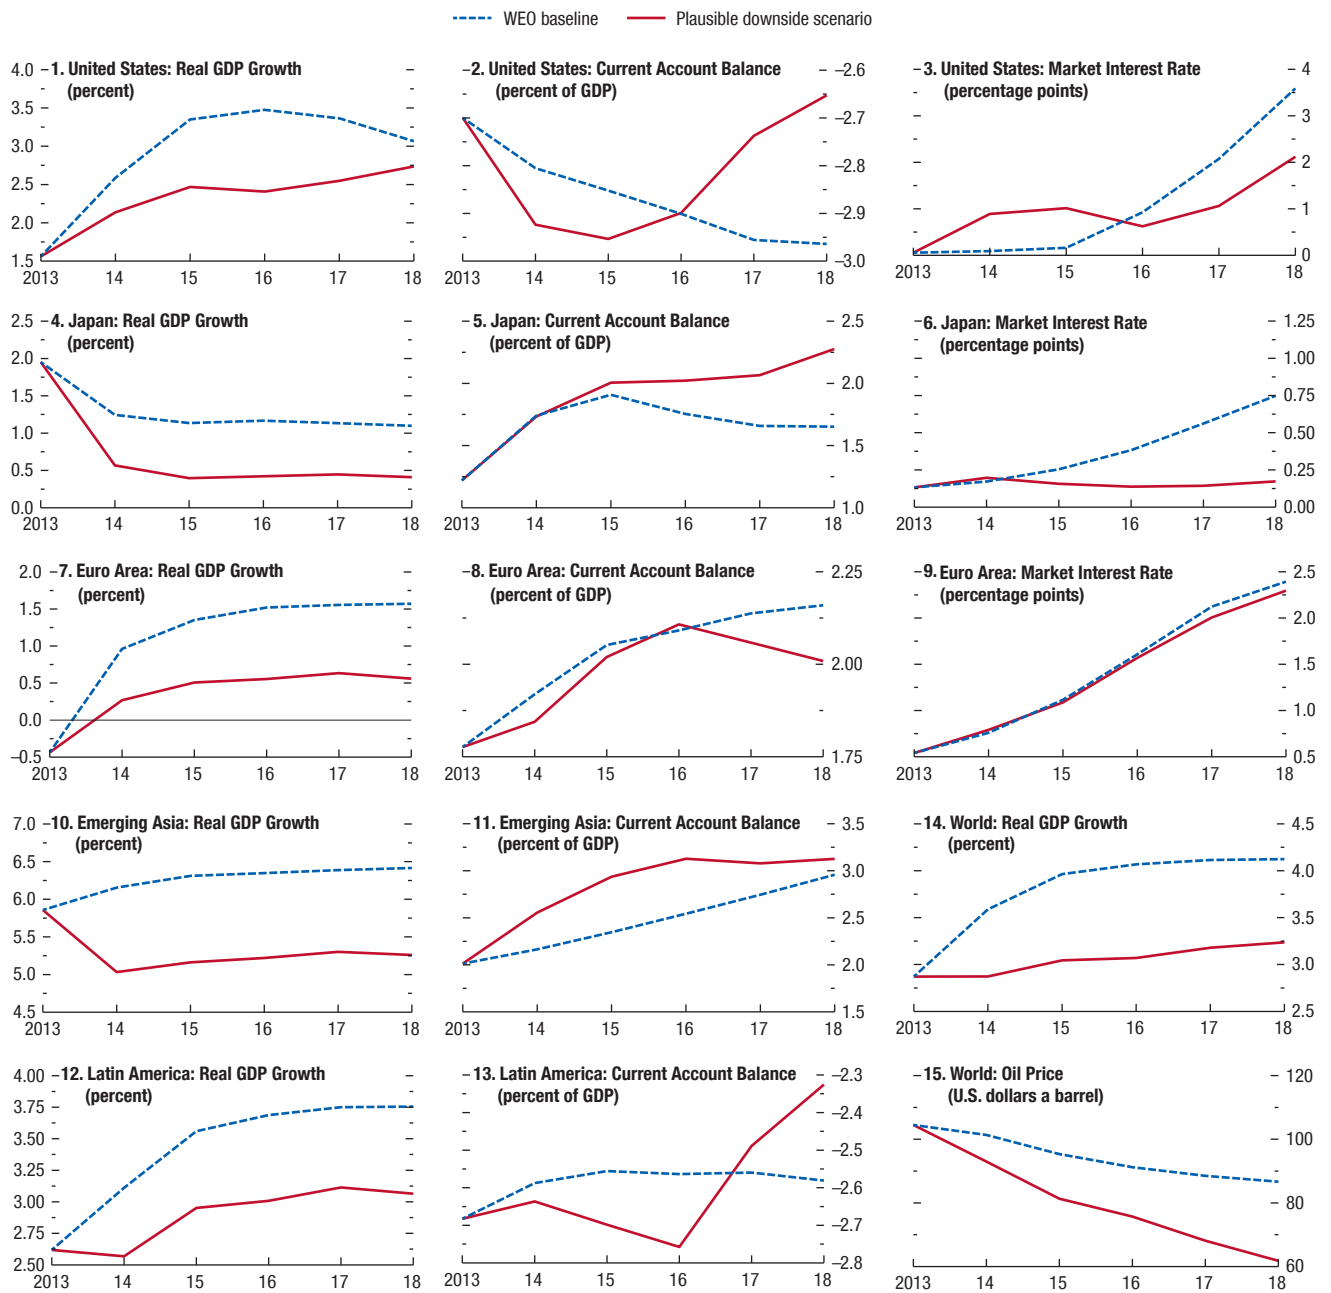 WEO baseline
Plausible downside scenario
1. United States: Real GDP Growth
(percent)
4.0
3.5
3.0
2.5
2.0
1.5
2013 14 15 16 17 18
2. United States: Current Account Balance
(percent of GDP)
–2.6
–2.7
–2.8
–2.9
–3.0
2013 14 15 16 17 18
3. United States: Market Interest Rate
(percentage points)
4
3
2
1
0
2013 14 15 16 17 18
4. Japan: Real GDP Growth
(percent)
2.5
2.0
1.5
1.0
0.5
0.0
2013 14 15 16 17 18
5. Japan: Current Account Balance
(percent of GDP)
2.5
2.0
1.5
1.0
2013 14 15 16 17 18
6. Japan: Market Interest Rate
(percentage points)
1.25
1.00
0.75
0.50
0.25
0.00
2013 14 15 16 17 18
7. Euro Area: Real GDP Growth
(percent)
2.0
1.5
1.0
0.5
0.0
–0.5
2013 14 15 16 17 18
8. Euro Area: Current Account Balance
(percent of GDP)
2.25
2.00
1.75
2013 14 15 16 17 18
9. Euro Area: Market Interest Rate
(percentage points)
2.5
2.0
1.5
1.0
0.5
2013 14 15 16 17 18
10. Emerging Asia: Real GDP Growth
(percent)
7.0
6.5
6.0
5.5
5.0
4.5
2013 14 15 16 17 18
11. Emerging Asia: Current Account Balance
(percent of GDP)
3.5
3.0
2.5
2.0
1.5
2013 14 15 16 17 18
14. World: Real GDP Growth
(percent)
4.5
4.0
3.5
3.0
2.5
2013 14 15 16 17 18
12. Latin America: Real GDP Growth
(percent)
4.00
3.75
3.50
3.25
3.00
2.75
2.50
2013 14 15 16 17 18
13. Latin America: Current Account Balance
(percent of GDP)
–2.3
–2.4
–2.5
–2.6
–2.7
–2.8
2013 14 15 16 17 18
15. World: Oil Price
(U.S. dollars a barrel)
120
100
80
60
2013 14 15 16 17 18